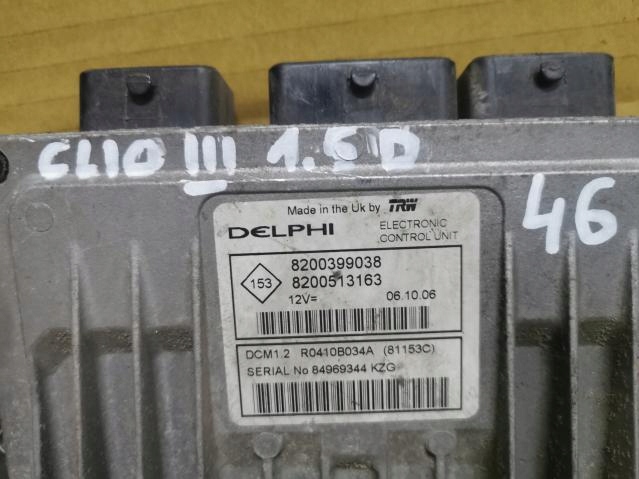 CLIO III 1.5 D
46
Made in the Uk by TRW
DELPHI
ELECTRONIC
CONTROL UNIT
153
8200399038
8200513163
12V= 06.10.06
DCM1.2 R0410B034A (81153C)
SERIAL No 84969344 KZG